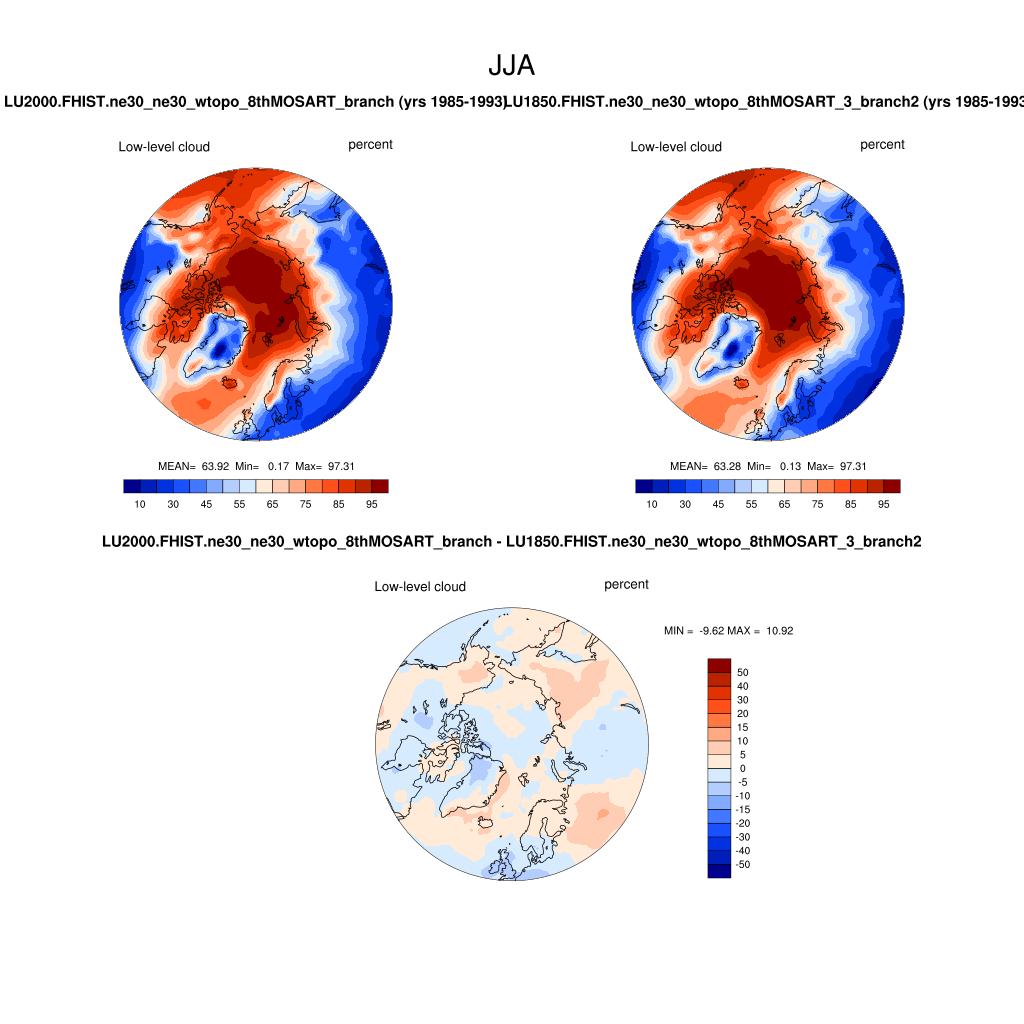 JJA
LU2000.FHIST.ne30_ne30_wtopo_8thMOSART_branch (yrs 1985-1993)
LU1850.FHIST.ne30_ne30_wtopo_8thMOSART_3_branch2 (yrs 1985-1993
Low-level cloud percent
Low-level cloud percent
MEAN= 63.92 Min= 0.17 Max= 97.31
MEAN= 63.28 Min= 0.13 Max= 97.31
10 30 45 55 65 75 85 95
10 30 45 55 65 75 85 95
LU2000.FHIST.ne30_ne30_wtopo_8thMOSART_branch - LU1850.FHIST.ne30_ne30_wtopo_8thMOSART_3_branch2
Low-level cloud percent
MIN = -9.62 MAX = 10.92
50
40
30
20
15
10
5
0
-5
-10
-15
-20
-30
-40
-50